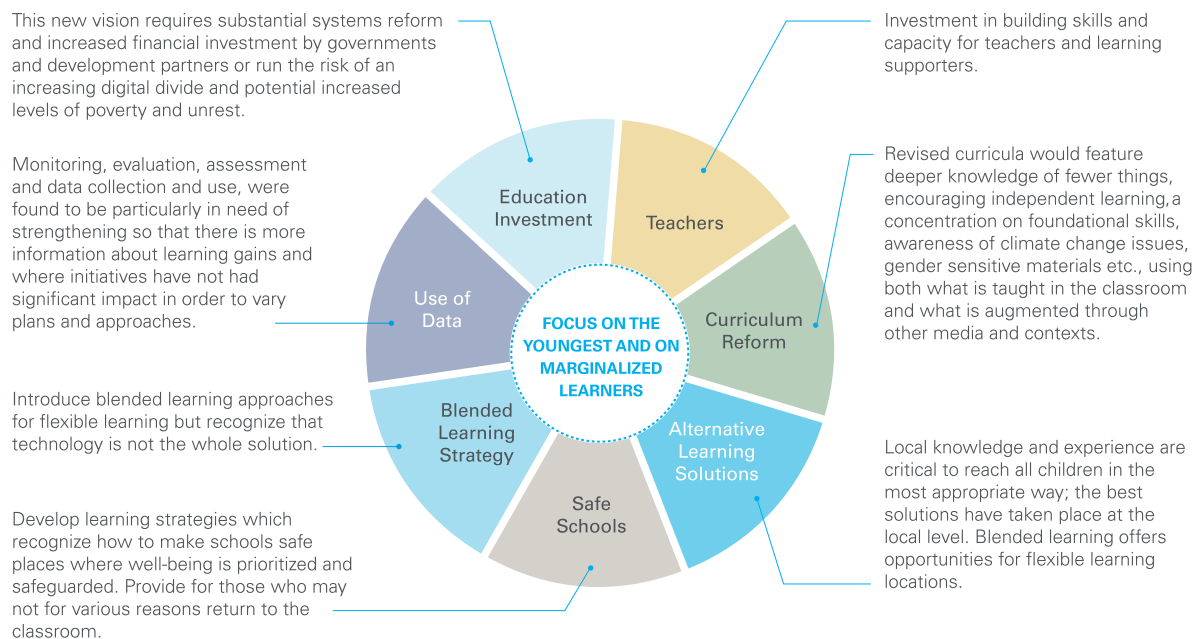 This new vision requires substantial systems reform
and increased financial investment by governments
and development partners or run the risk of an
increasing digital divide and potential increased
levels of poverty and unrest.
Monitoring, evaluation, assessment
and data collection and use, were
found to be particularly in need of
strengthening so that there is more
information about learning gains and
where initiatives have not had
significant impact in order to vary
plans and approaches.
Introduce blended learning approaches
for flexible learning but recognize that
technology is not the whole solution.
Develop learning strategies which
recognize how to make schools safe
places where well-being is prioritized and
safeguarded. Provide for those who may
not for various reasons return to the
classroom.
Education
Investment
Teachers
Use of
Data
Curriculum
Reform
FOCUS ON THE
YOUNGEST AND ON
MARGINALIZED
LEARNERS
Blended
Learning
Strategy
Alternative
Learning
Solutions
Safe
Schools
Investment in building skills and
capacity for teachers and learning
supporters.
Revised curricula would feature
deeper knowledge of fewer things,
encouraging independent learning, a
concentration on foundational skills,
awareness of climate change issues,
gender sensitive materials etc., using
both what is taught in the classroom
and what is augmented through
other media and contexts.
Local knowledge and experience are
critical to reach all children in the
most appropriate way; the best
solutions have taken place at the
local level. Blended learning offers
opportunities for flexible learning
locations.